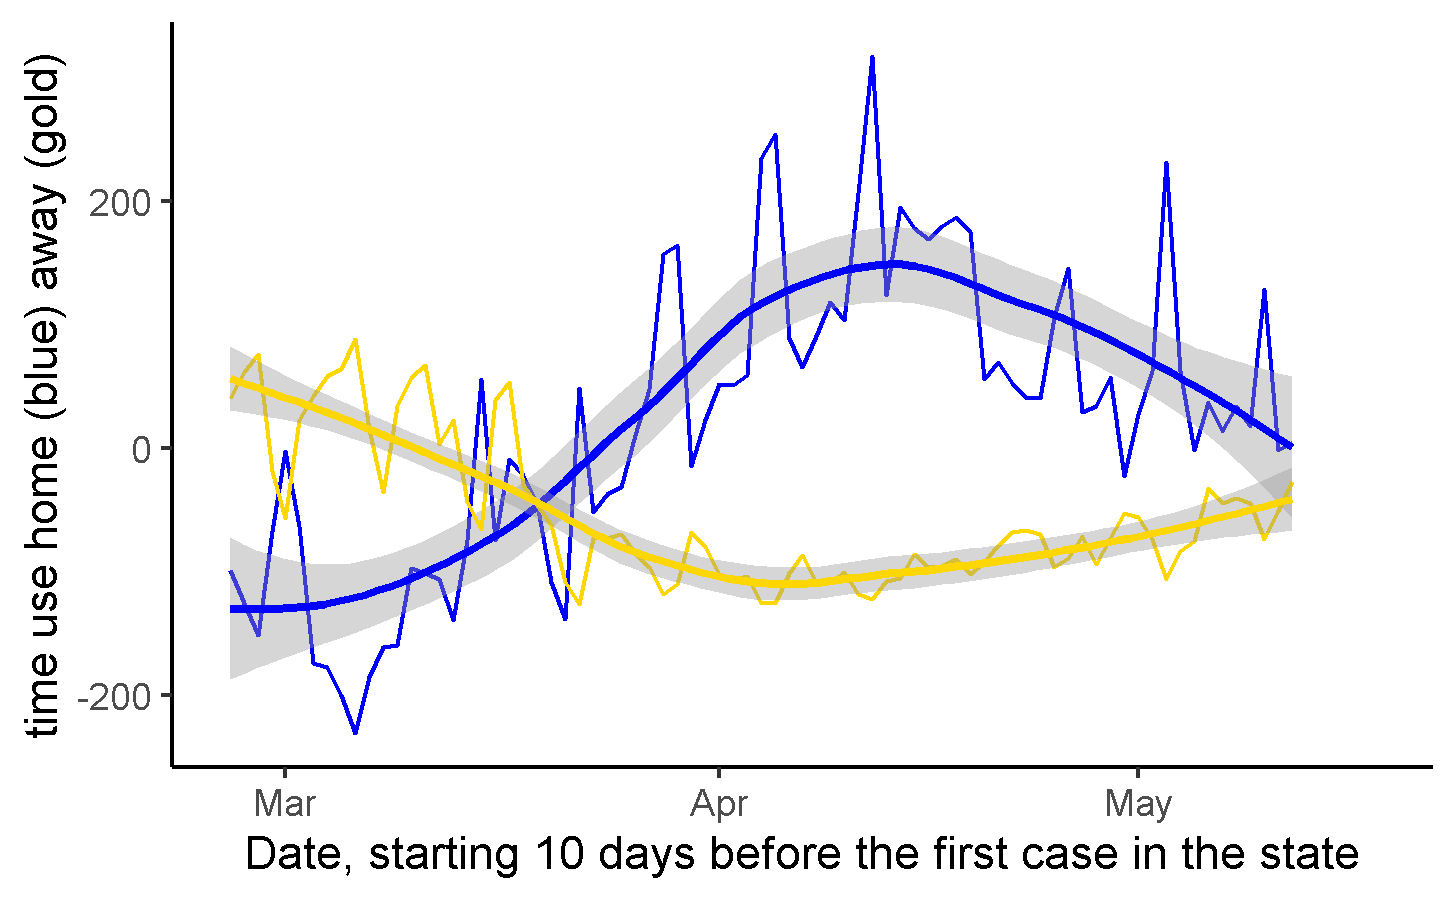 time use home (blue) away (gold)
200
0
-200
Mar
Apr
May
Date, starting 10 days before the first case in the state